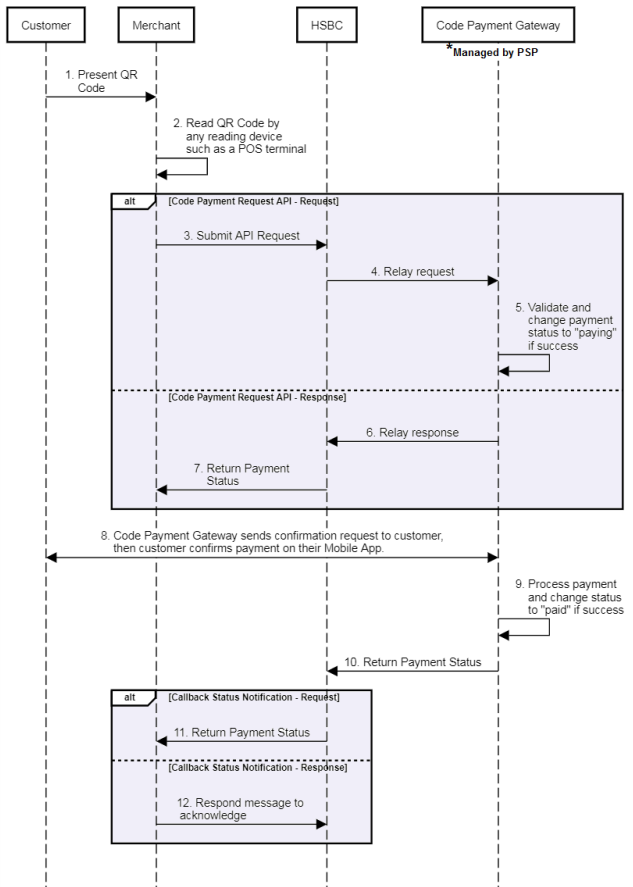 Customer
Merchant
HSBC
Code Payment Gateway
*Managed by PSP
1. Present QR
Code
2. Read QR Code by
any reading device
such as a POS terminal
alt
[Code Payment Request API - Request]
3. Submit API Request
4. Relay request
5. Validate and
change payment
status to "paying"
if success
[Code Payment Request API - Response]
6. Relay response
7. Return Payment
Status
8. Code Payment Gateway sends confirmation request to customer,
then customer confirms payment on their Mobile App.
9. Process payment
and change status
to "paid" if success
10. Return Payment Status
alt
[Callback Status Notification - Request]
11. Return Payment Status
[Callback Status Notification - Response]
12. Respond message to
acknowledge